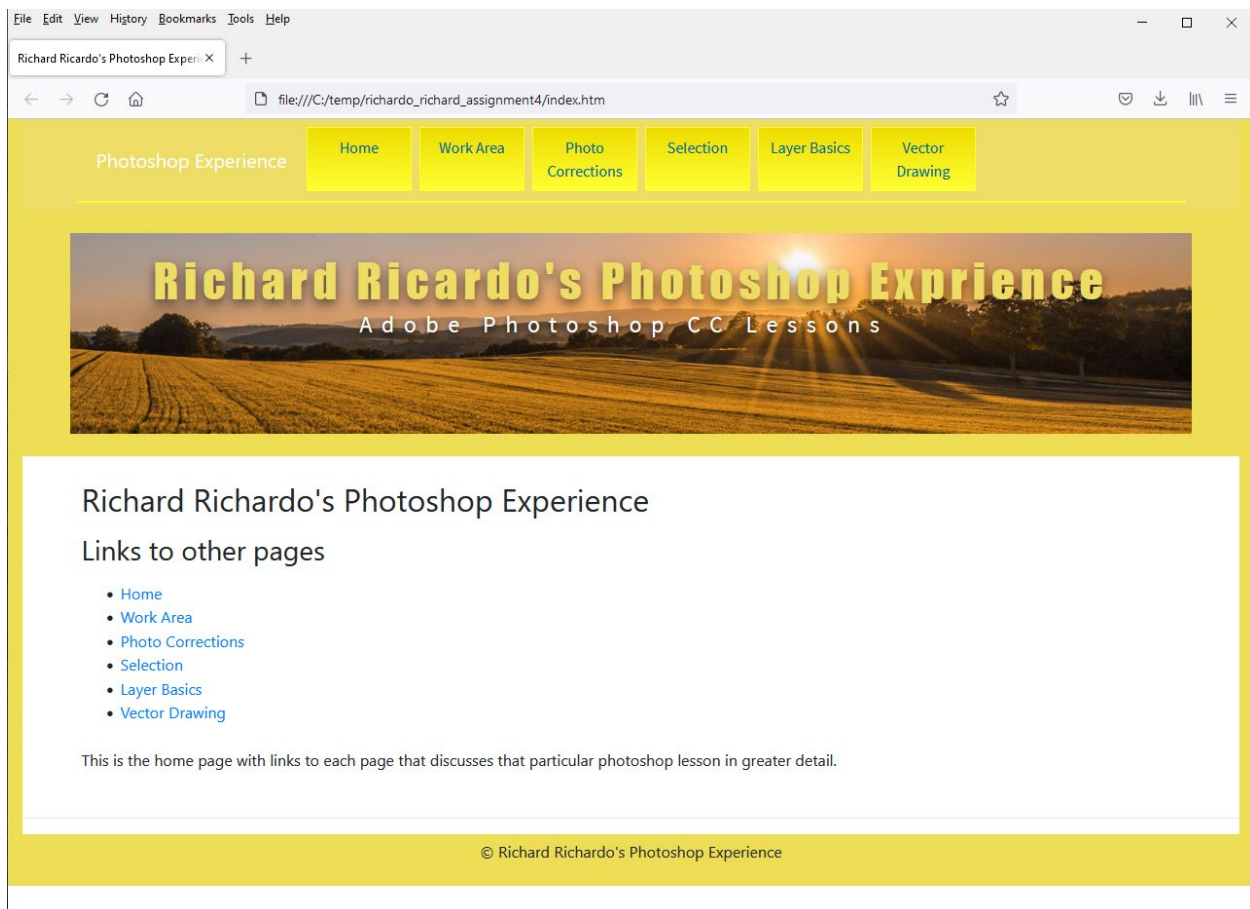 File Edit View History Bookmarks Tools Help
Richard Ricardo's Photoshop Experi
file:///C:/temp/richardo_richard_assignment4/index.htm
Photoshop Experience
Home
Work Area
Photo
Corrections
Selection
Layer Basics
Vector
Drawing
Richard Ricardo's Photoshop Exprience
Adobe Photoshop CC Lessons
Richard Richardo's Photoshop Experience
Links to other pages
• Home
• Work Area
• Photo Corrections
• Selection
• Layer Basics
• Vector Drawing
This is the home page with links to each page that discusses that particular photoshop lesson in greater detail.
© Richard Richardo's Photoshop Experience